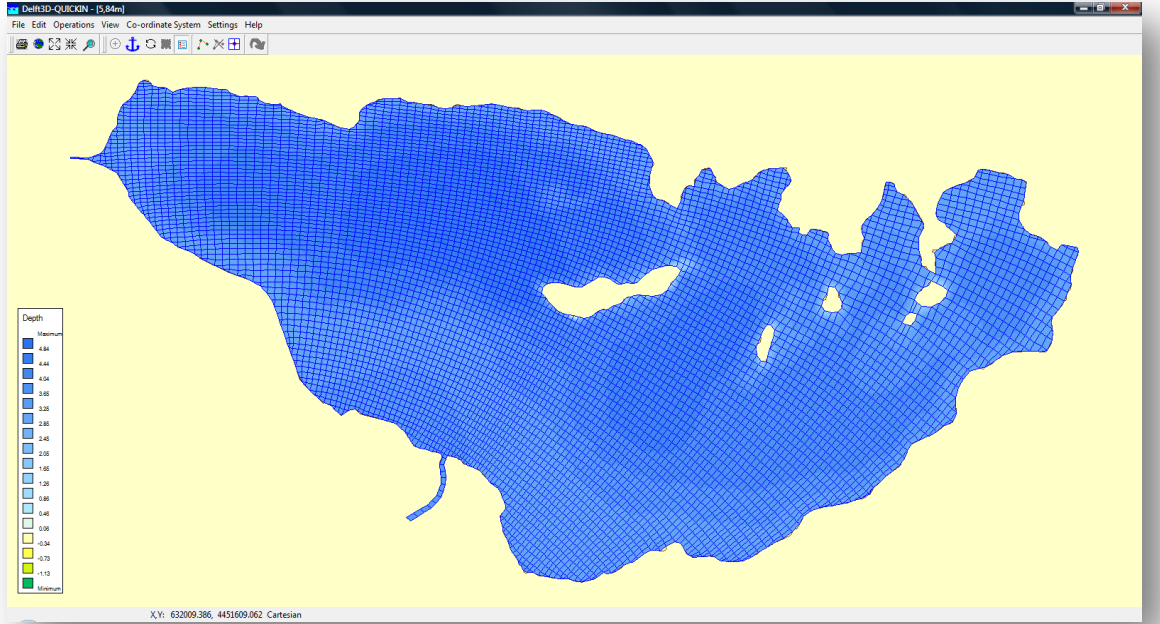 Delft3D-QUICKIN - [5,84m]
File Edit Operations View Co-ordinate System Settings Help
Depth
Maximum
4.84
4.44
4.04
3.65
3.25
2.85
2.45
2.05
1.65
1.26
0.86
0.46
0.06
-0.34
-0.73
-1.13
Minimum
X,Y: 632009.386, 4451609.062 Cartesian